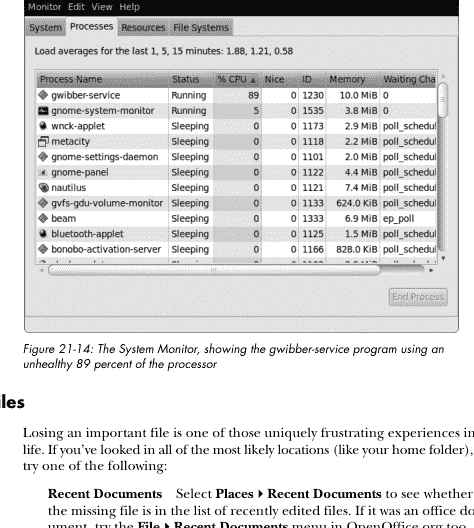 Monitor Edit View Help
System Processes Resources File Systems
Load averages for the last 1, 5, 15 minutes: 1.88, 1.21, 0.58
Process Name Status % CPU Nice ID Memory Waiting Cha
gwibber-service Running 89 0 1230 10.0 MiB 0
gnome-system-monitor Running 5 0 1535 3.8 MiB 0
wnck-applet Sleeping 0 0 1173 2.9 MiB poll_schedul
metacity Sleeping 0 0 1118 2.2 MiB poll_schedul
gnome-settings-daemon Sleeping 0 0 1101 2.0 MiB poll_schedul
gnome-panel Sleeping 0 0 1122 4.4 MiB poll_schedul
nautilus Sleeping 0 0 1121 7.4 MiB poll_schedul
gvfs-gdu-volume-monitor Sleeping 0 0 1133 624.0 KiB poll_schedul
beam Sleeping 0 0 1333 6.9 MiB ep_poll
bluetooth-applet Sleeping 0 0 1125 1.5 MiB poll_schedul
bonobo-activation-server Sleeping 0 0 1166 828.0 KiB poll_schedul
End Process
Figure 21-14: The System Monitor, showing the gwibber-service program using an
unhealthy 89 percent of the processor
iles
Losing an important file is one of those uniquely frustrating experiences in
life. If you've looked in all of the most likely locations (like your home folder),
try one of the following:
Recent Documents Select Places ▸ Recent Documents to see whether
the missing file is in the list of recently edited files. If it was an office do
ument, try the File ▸ Recent Documents menu in OpenOffice.org too